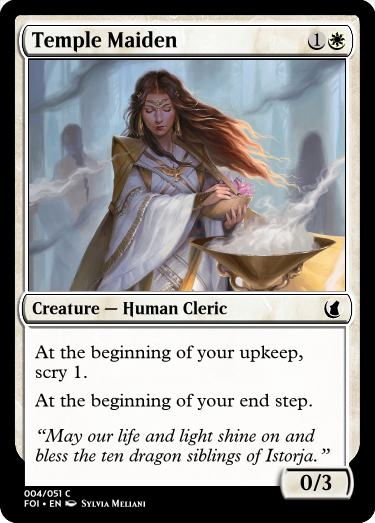 Temple Maiden 1
Creature — Human Cleric
At the beginning of your upkeep,
scry 1.
At the beginning of your end step.
“May our life and light shine on and
bless the ten dragon siblings of Istorja.”
0/3
004/051 C
FOI • EN Sylvia Meliani